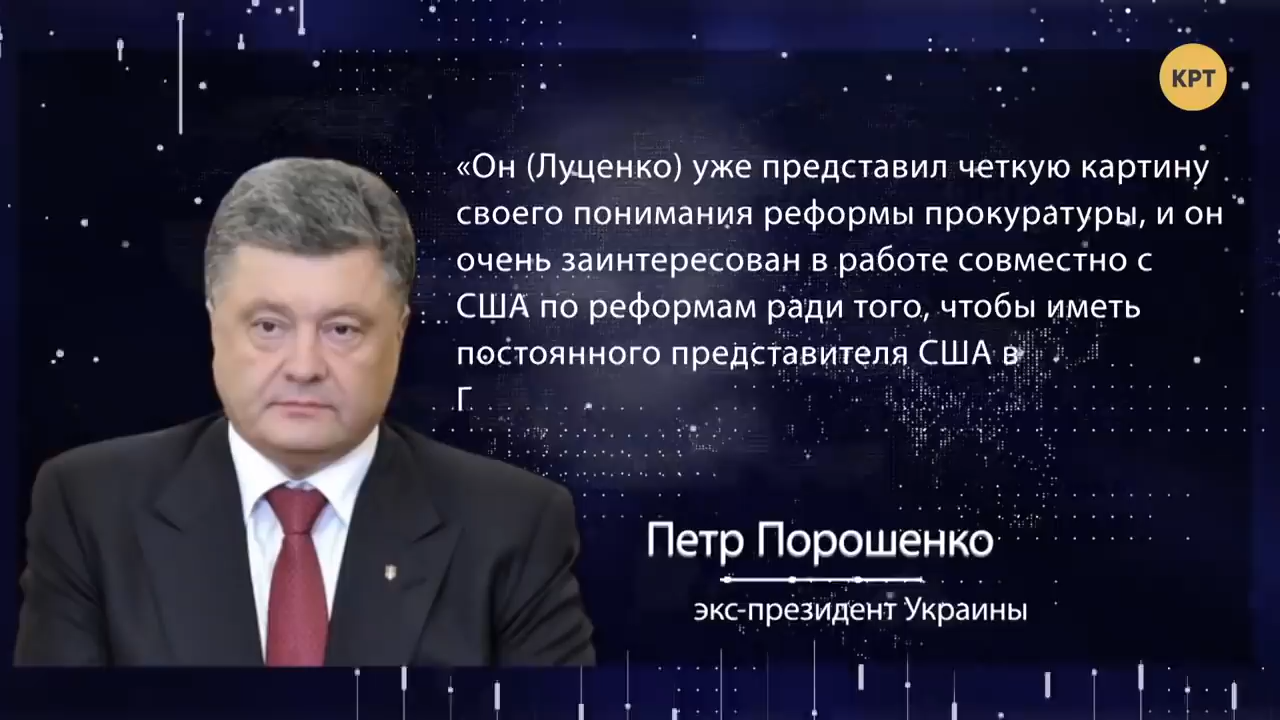 КРТ
«Он (Луценко) уже представил четкую картину
своего понимания реформы прокуратуры, и он
очень заинтересован в работе совместно с
США по реформам ради того, чтобы иметь
постоянного представителя США в
Г
Петр Порошенко
экс-президент Украины